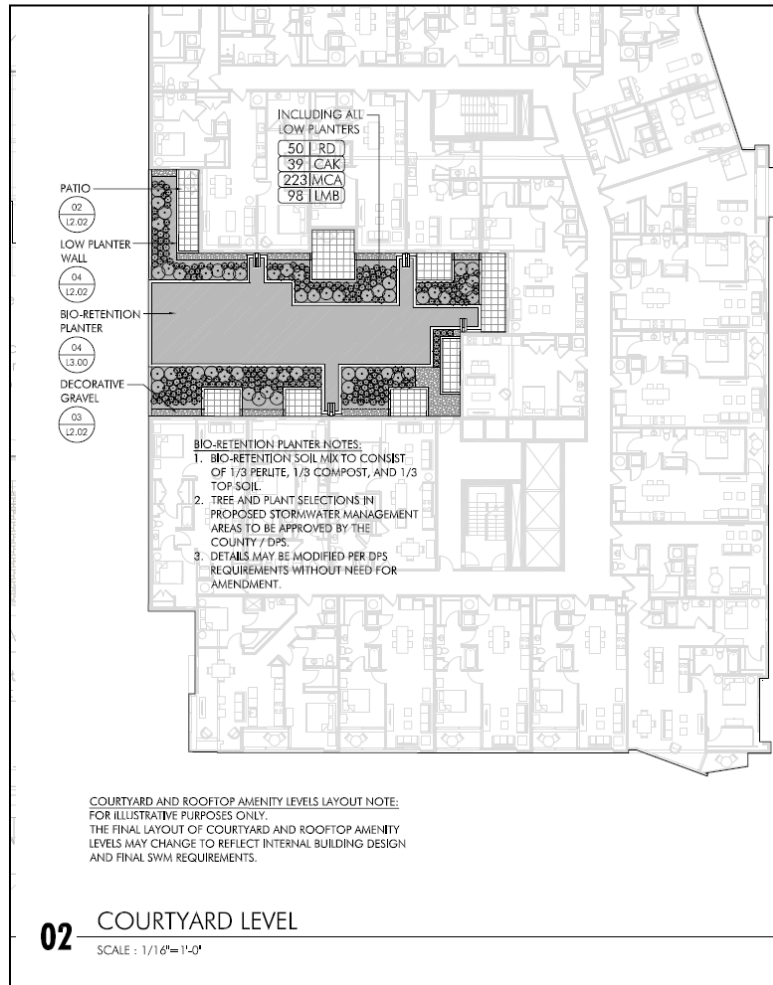 INCLUDING ALL
LOW PLANTERS
50 RD
39 CAK
223 MCA
98 LMB
PATIO
02
L2.02
LOW PLANTER
WALL
04
L2.02
BIO-RETENTION
PLANTER
04
L3.00
DECORATIVE
GRAVEL
03
L2.02
BIO-RETENTION PLANTER NOTES:
1. BIO-RETENTION SOIL MIX TO CONSIST
OF 1/3 PERLITE, 1/3 COMPOST, AND 1/3
TOP SOIL.
2. TREE AND PLANT SELECTIONS IN
PROPOSED STORMWATER MANAGEMENT
AREAS TO BE APPROVED BY THE
COUNTY / DPS.
3. DETAILS MAY BE MODIFIED PER DPS
REQUIREMENTS WITHOUT NEED FOR
AMENDMENT.
COURTYARD AND ROOFTOP AMENITY LEVELS LAYOUT NOTE:
FOR ILLUSTRATIVE PURPOSES ONLY.
THE FINAL LAYOUT OF COURTYARD AND ROOFTOP AMENITY
LEVELS MAY CHANGE TO REFLECT INTERNAL BUILDING DESIGN
AND FINAL SWM REQUIREMENTS.
02 COURTYARD LEVEL
SCALE : 1/16"=1'-0"